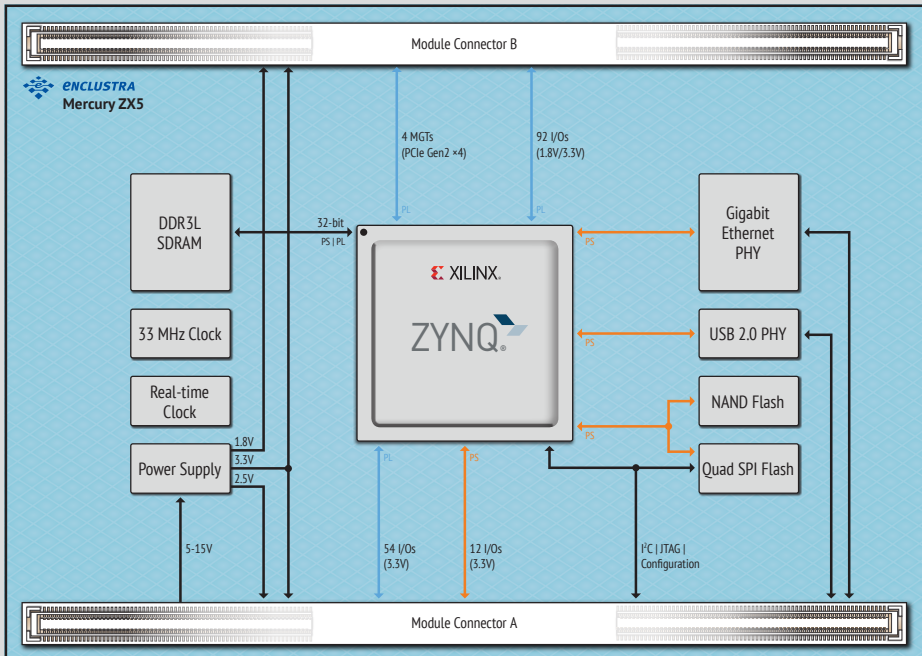 Module Connector B
ENCLUSTRA
Mercury ZX5
4 MGTs
(PCIe Gen2 ×4)
92 I/Os
(1.8V/3.3V)
PL
PL
DDR3L
SDRAM
32-bit
PS | PL
Gigabit
Ethernet
PHY
PS
XILINX®
ZYNQ®
33 MHz Clock
USB 2.0 PHY
PS
Real-time
Clock
NAND Flash
PS
Power Supply
1.8V
3.3V
2.5V
PL
PS
Quad SPI Flash
5-15V
54 I/Os
(3.3V)
12 I/Os
(3.3V)
I²C | JTAG |
Configuration
Module Connector A